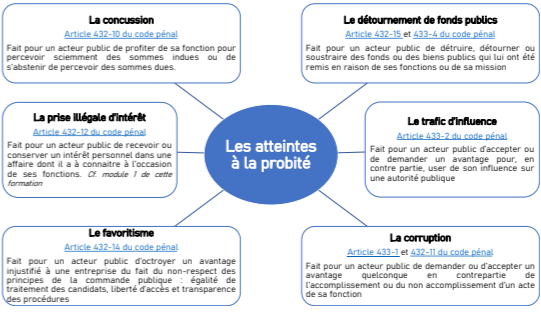 La concussion
Article 432-10 du code pénal
Fait pour un acteur public de profiter de sa fonction pour
percevoir sciemment des sommes indues ou de
s'abstenir de percevoir des sommes dues.
Le détournement de fonds publics
Article 432-15 et 433-4 du code pénal
Fait pour un acteur public de détruire, détourner ou
soustraire des fonds ou des biens publics qui lui ont été
remis en raison de ses fonctions ou de sa mission
La prise illégale d'intérêt
Article 432-12 du code pénal
Fait pour un acteur public de recevoir ou
conserver un intérêt personnel dans une
affaire dont il a à connaitre à l'occasion
de ses fonctions. Cf. module 1 de cette
formation
Les atteintes
à la probité
Le trafic d'influence
Article 433-2 du code pénal
Fait pour un acteur public d'accepter ou
de demander un avantage pour, en
contre partie, user de son influence sur
une autorité publique
Le favoritisme
Article 432-14 du code pénal
Fait pour un acteur public d'octroyer un avantage
injustifié à une entreprise du fait du non-respect des
principes de la commande publique : égalité de
traitement des candidats, liberté d'accès et transparence
des procédures
La corruption
Article 433-1 et 432-11 du code pénal
Fait pour un acteur public de demander ou d'accepter un
avantage quelconque en contrepartie de
l'accomplissement ou du non accomplissement d'un acte
de sa fonction